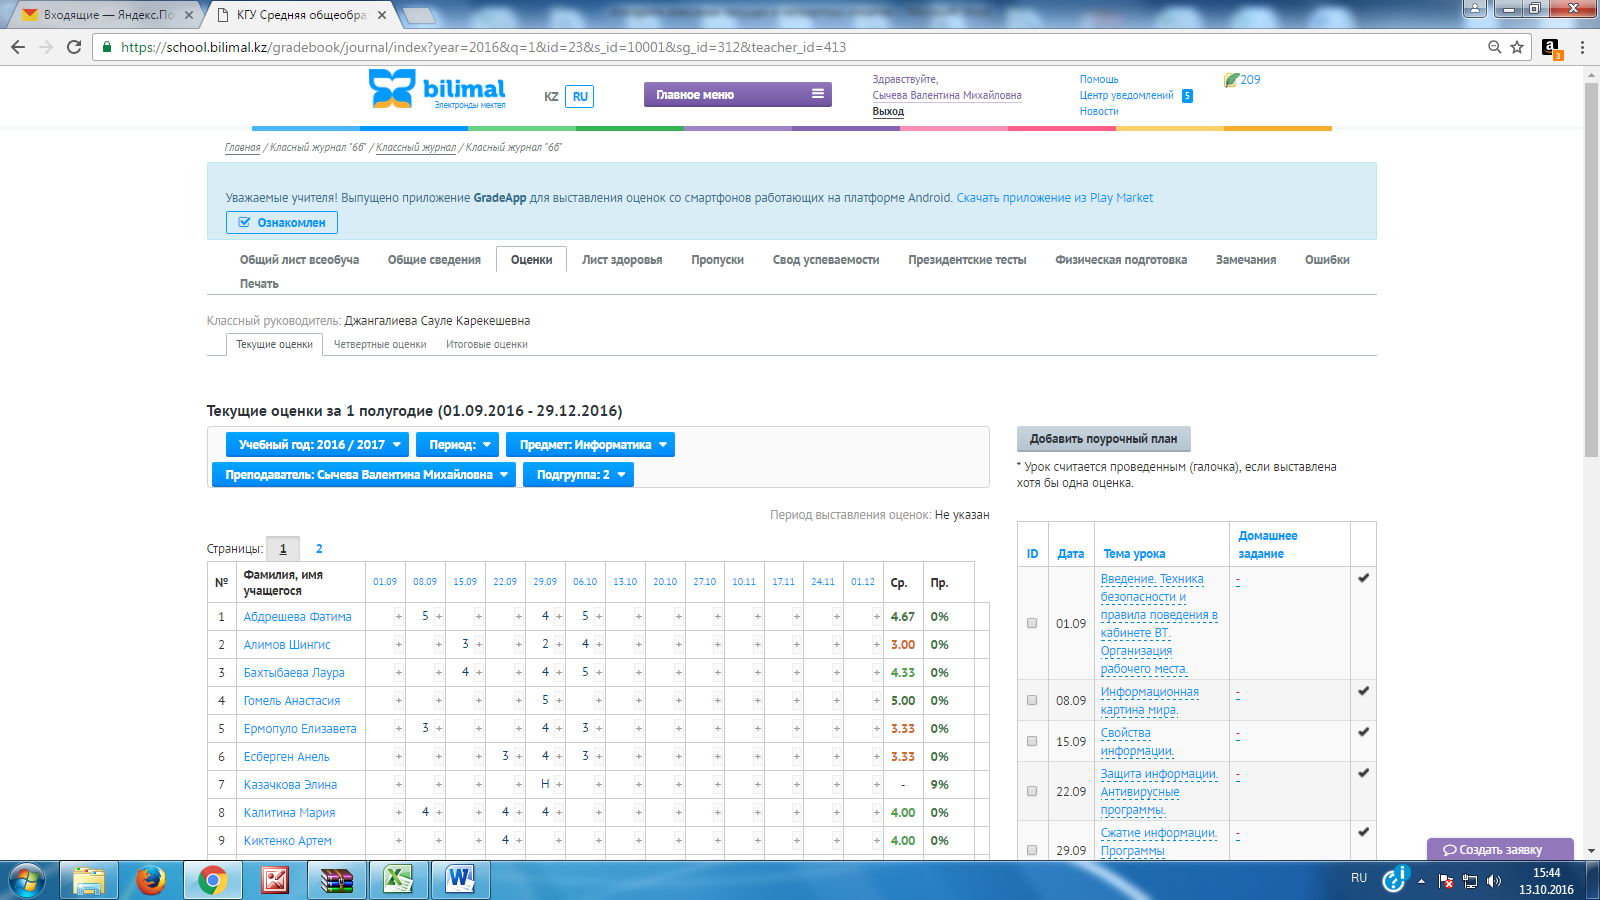 Входящие — Яндекс.По
КГУ Средняя общеобра
https://school.bilimal.kz/gradebook/journal/index?year=2016&q=1&id=23&s_id=10001&sg_id=312&teacher_id=413
bilimal
Электронды мектеп
KZ RU
Главное меню
Здравствуйте,
Сычева Валентина Михайловна
Выход
Помощь
Центр уведомлений 5
Новости
209
Главная / Класный журнал "6б" / Классный журнал / Класный журнал "6б"
Уважаемые учителя! Выпущено приложение GradeApp для выставления оценок со смартфонов работающих на платформе Android. Скачать приложение из Play Market
Ознакомлен
Общий лист всеобуча Общие сведения Оценки Лист здоровья Пропуски Свод успеваемости Президентские тесты Физическая подготовка Замечания Ошибки
Печать
Классный руководитель: Джангалиева Сауле Карекешевна
Текущие оценки Четвертные оценки Итоговые оценки
Текущие оценки за 1 полугодие (01.09.2016 - 29.12.2016)
Учебный год: 2016 / 2017 Период: Предмет: Информатика
Преподаватель: Сычева Валентина Михайловна Подгруппа: 2
Период выставления оценок: Не указан
Страницы: 1 2
№ Фамилия, имя учащегося 01.09 08.09 15.09 22.09 29.09 06.10 13.10 20.10 27.10 10.11 17.11 24.11 01.12 Ср. Пр.
1 Абдрешева Фатима + 5 + + + 4 + 5 + + + + + + + + 4.67 0%
2 Алимов Шингис + + 3 + + 2 + 4 + + + + + + + + 3.00 0%
3 Бахтыбаева Лаура + + 4 + + 4 + 5 + + + + + + + + 4.33 0%
4 Гомель Анастасия + + + + 5 + + + + + + + + + 5.00 0%
5 Ермопуло Елизавета + 3 + + + 4 + 3 + + + + + + + + 3.33 0%
6 Есберген Анель + + + 3 + 4 + 3 + + + + + + + + 3.33 0%
7 Казачкова Элина + + + + Н + + + + + + + + + - 9%
8 Калитина Мария + 4 + + 4 + 4 + + + + + + + + + 4.00 0%
9 Киктенко Артем + + + 4 + + + + + + + + + + 4.00 0%
Добавить поурочный план
* Урок считается проведенным (галочка), если выставлена
хотя бы одна оценка.
ID Дата Тема урока Домашнее задание
01.09 Введение. Техника -
безопасности и
правила поведения в
кабинете ВТ.
Организация
рабочего места.
08.09 Информационная -
картина мира.
15.09 Свойства -
информации.
22.09 Защита информации. -
Антивирусные
программы.
29.09 Сжатие информации. -
Программы
Создать заявку
RU
15:44
13.10.2016